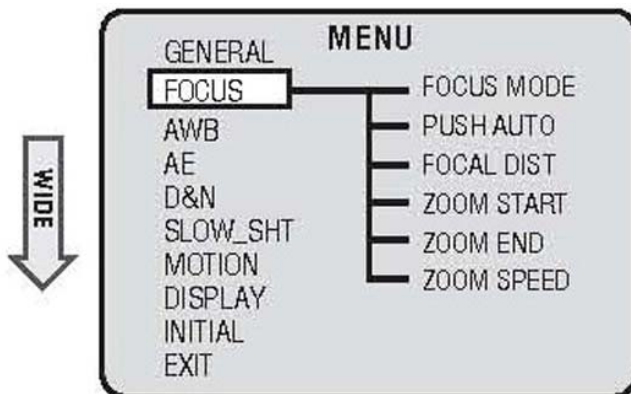 MENU
GENERAL
FOCUS
AWB
AE
D&N
SLOW_SHT
MOTION
DISPLAY
INITIAL
EXIT
FOCUS MODE
PUSH AUTO
FOCAL DIST
ZOOM START
ZOOM END
ZOOM SPEED
WIDE